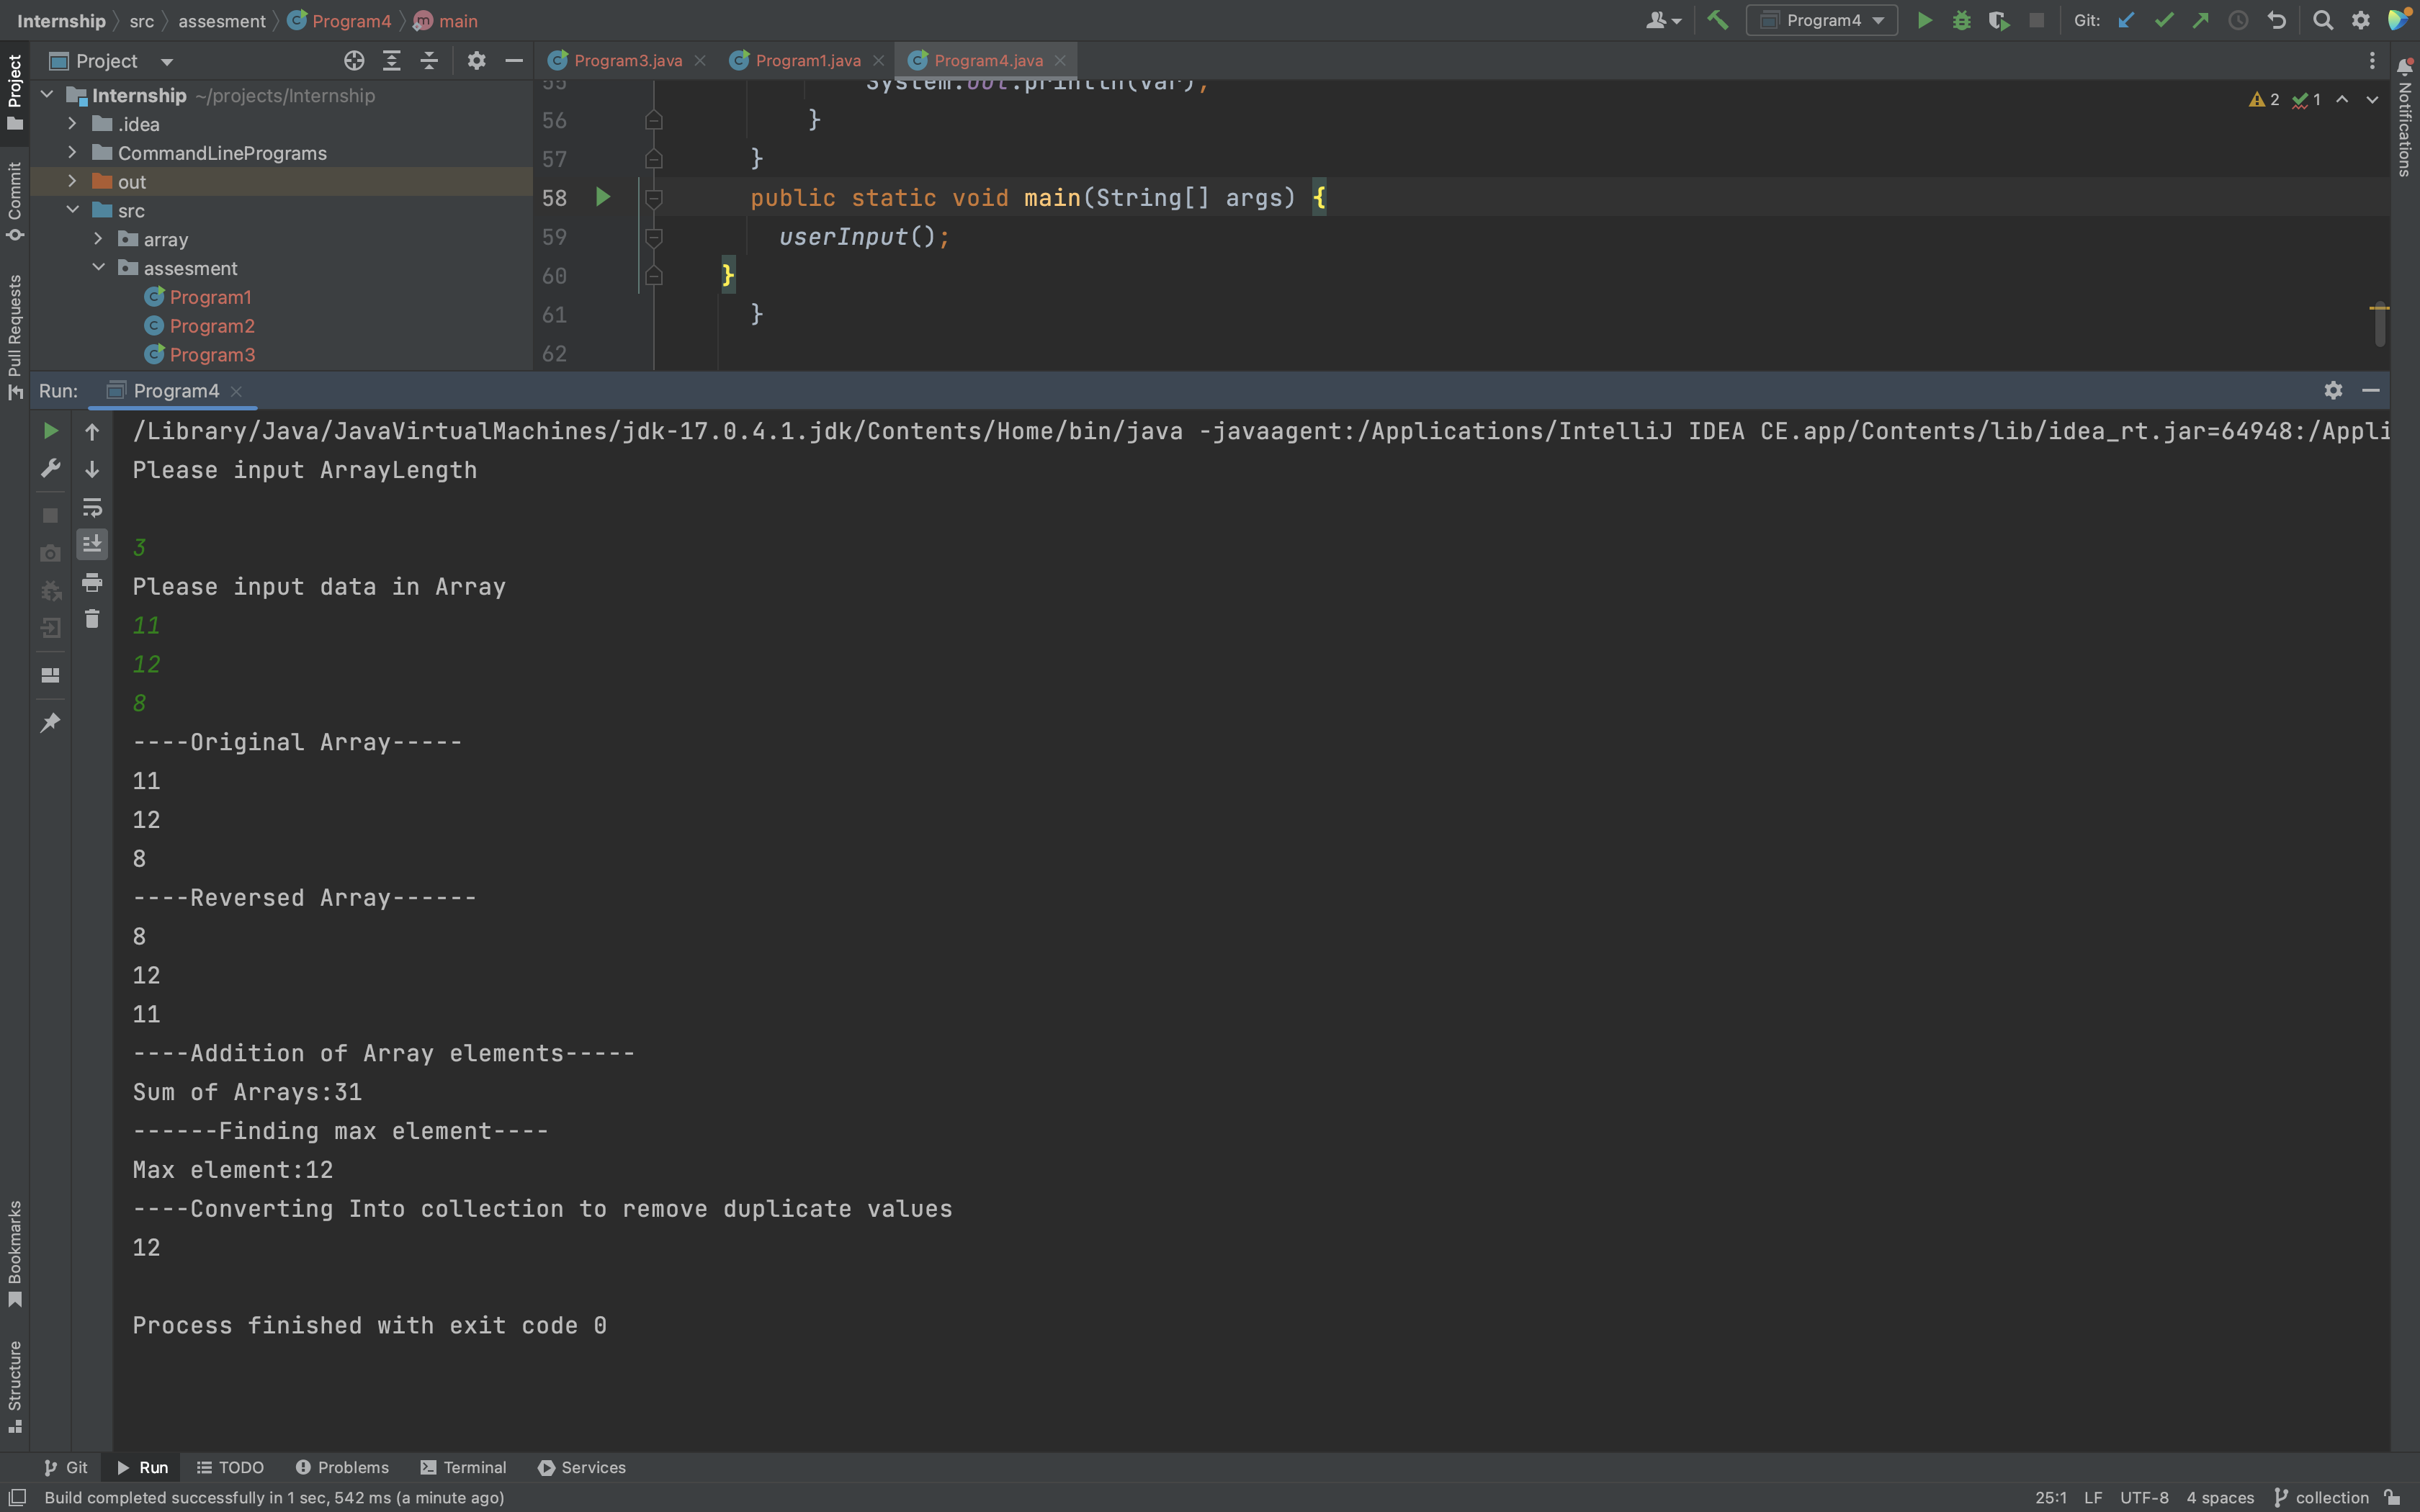 Internship src assesment Program4 main
Program4 Git:
Project
Program3.java Program1.java Program4.java
Internship ~/projects/Internship
.idea
CommandLinePrograms
out
src
array
assesment
Program1
Program2
Program3
55 System.out.println(var);
56 }
57 }
58 public static void main(String[] args) {
59 userInput();
60 }
61 }
62
2 1
Project
Commit
Pull Requests
Bookmarks
Structure
Notifications
Run: Program4
/Library/Java/JavaVirtualMachines/jdk-17.0.4.1.jdk/Contents/Home/bin/java -javaagent:/Applications/IntelliJ IDEA CE.app/Contents/lib/idea_rt.jar=64948:/Appli
Please input ArrayLength
3
Please input data in Array
11
12
8
----Original Array-----
11
12
8
----Reversed Array------
8
12
11
----Addition of Array elements-----
Sum of Arrays:31
------Finding max element----
Max element:12
----Converting Into collection to remove duplicate values
12
Process finished with exit code 0
Git Run TODO Problems Terminal Services
Build completed successfully in 1 sec, 542 ms (a minute ago)
25:1 LF UTF-8 4 spaces collection